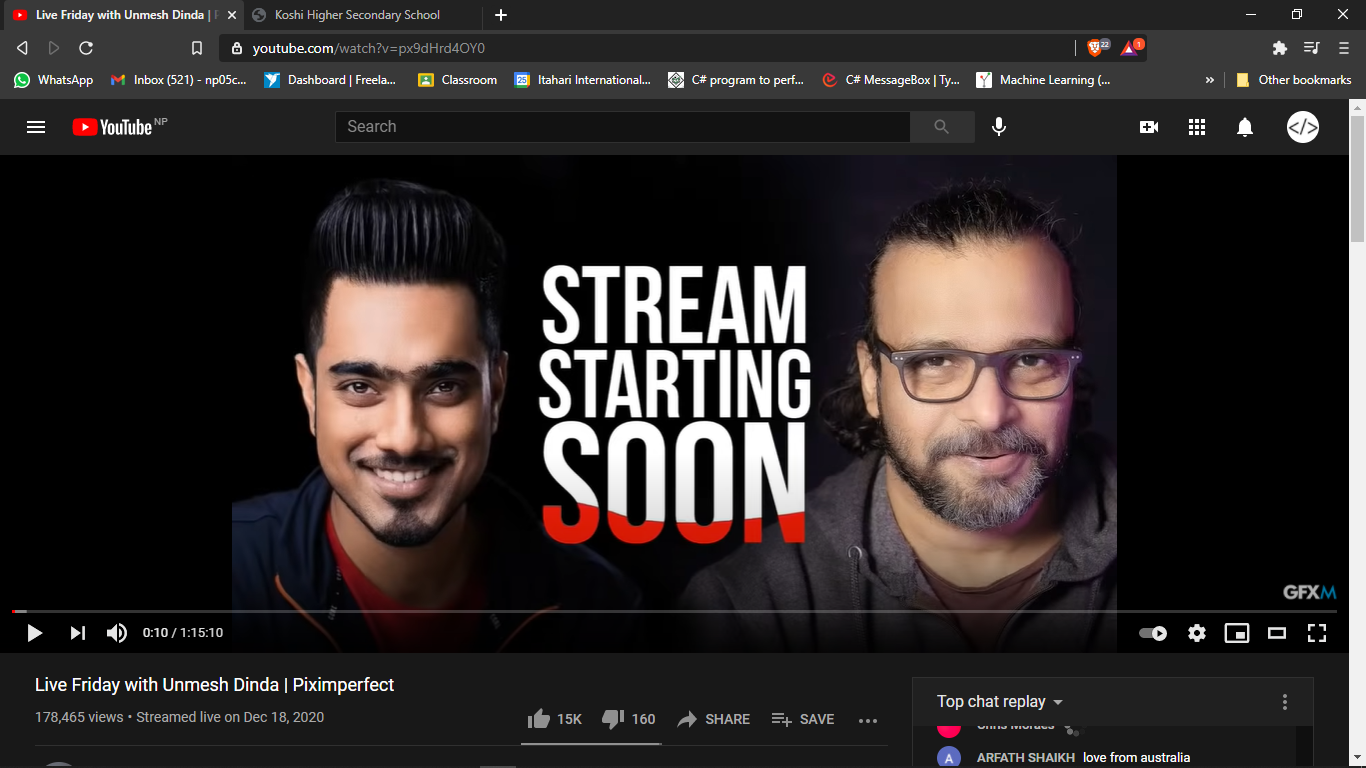 Live Friday with Unmesh Dinda |
Koshi Higher Secondary School
youtube.com/watch?v=px9dHrd4OY0
22
1
WhatsApp
Inbox (521) - np05c...
Dashboard | Freela...
Classroom
25
Itahari International...
C# program to perf...
C# MessageBox | Ty...
Machine Learning (...
»
Other bookmarks
YouTube NP
Search
</>
STREAM
STARTING
SOON
GFXM
0:10 / 1:15:10
Live Friday with Unmesh Dinda | Piximperfect
178,465 views • Streamed live on Dec 18, 2020
15K
160
SHARE
SAVE
Top chat replay
Chris Moraes
A
ARFATH SHAIKH love from australia